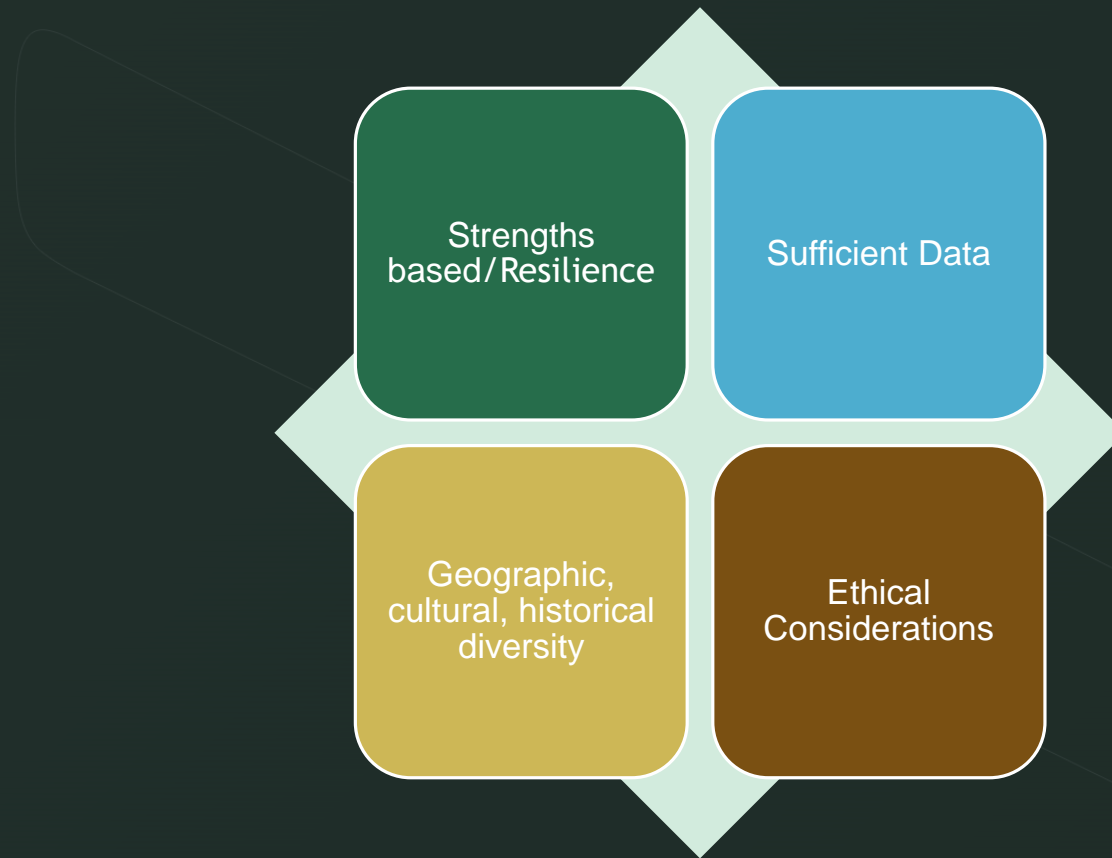 Strengths
based/Resilience
Sufficient Data
Geographic,
cultural, historical
diversity
Ethical
Considerations